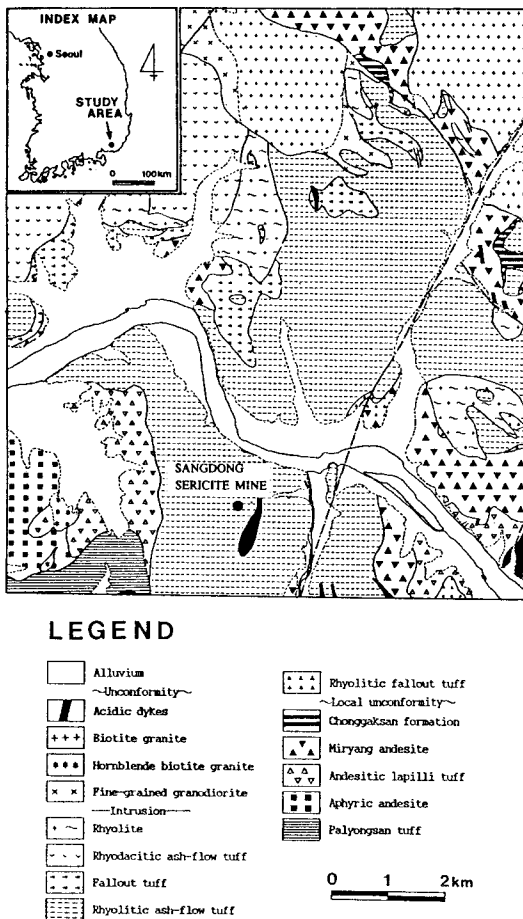 INDEX MAP
Seoul
STUDY
AREA
0 100km
SANGDONG
SERICITE MINE
LEGEND
Alluvium
~Unconformity~
Acidic dykes
Biotite granite
Hornblende biotite granite
Fine-grained granodiorite
—Intrusion—
Rhyolite
Rhyodacitic ash-flow tuff
Fallout tuff
Rhyolitic ash-flow tuff
Rhyolitic fallout tuff
~Local unconformity~
Chonggaksan formation
Miryang andesite
Andesitic lapilli tuff
Aphyric andesite
Palyongsan tuff
0 1 2km